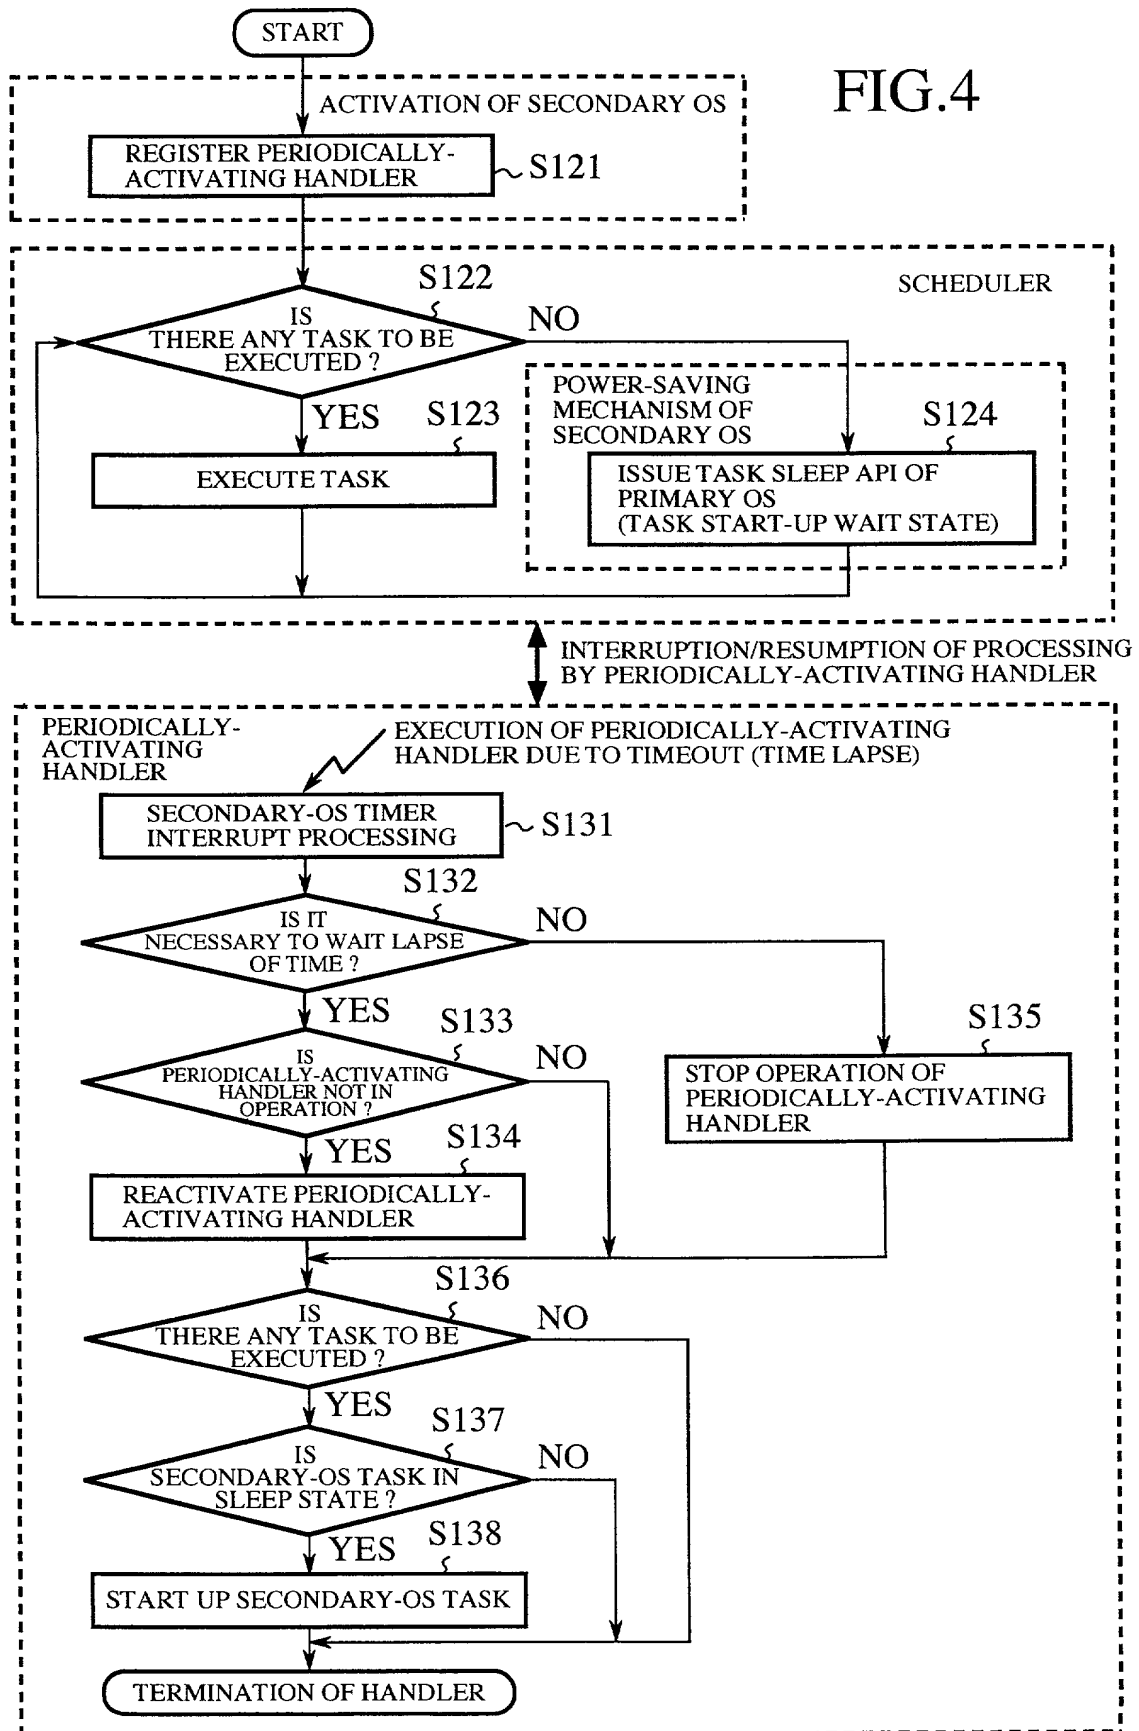 START
FIG.4
ACTIVATION OF SECONDARY OS
REGISTER PERIODICALLY-
ACTIVATING HANDLER
S121
SCHEDULER
S122
IS
THERE ANY TASK TO BE
EXECUTED ?
NO
YES
S123
EXECUTE TASK
POWER-SAVING
MECHANISM OF
SECONDARY OS
S124
ISSUE TASK SLEEP API OF
PRIMARY OS
(TASK START-UP WAIT STATE)
INTERRUPTION/RESUMPTION OF PROCESSING
BY PERIODICALLY-ACTIVATING HANDLER
PERIODICALLY-
ACTIVATING
HANDLER
EXECUTION OF PERIODICALLY-ACTIVATING
HANDLER DUE TO TIMEOUT (TIME LAPSE)
SECONDARY-OS TIMER
INTERRUPT PROCESSING
S131
S132
IS IT
NECESSARY TO WAIT LAPSE
OF TIME ?
NO
YES
S133
IS
PERIODICALLY-ACTIVATING
HANDLER NOT IN
OPERATION ?
NO
YES
S135
STOP OPERATION OF
PERIODICALLY-ACTIVATING
HANDLER
S134
REACTIVATE PERIODICALLY-
ACTIVATING HANDLER
S136
IS
THERE ANY TASK TO BE
EXECUTED ?
NO
YES
S137
IS
SECONDARY-OS TASK IN
SLEEP STATE ?
NO
YES
S138
START UP SECONDARY-OS TASK
TERMINATION OF HANDLER